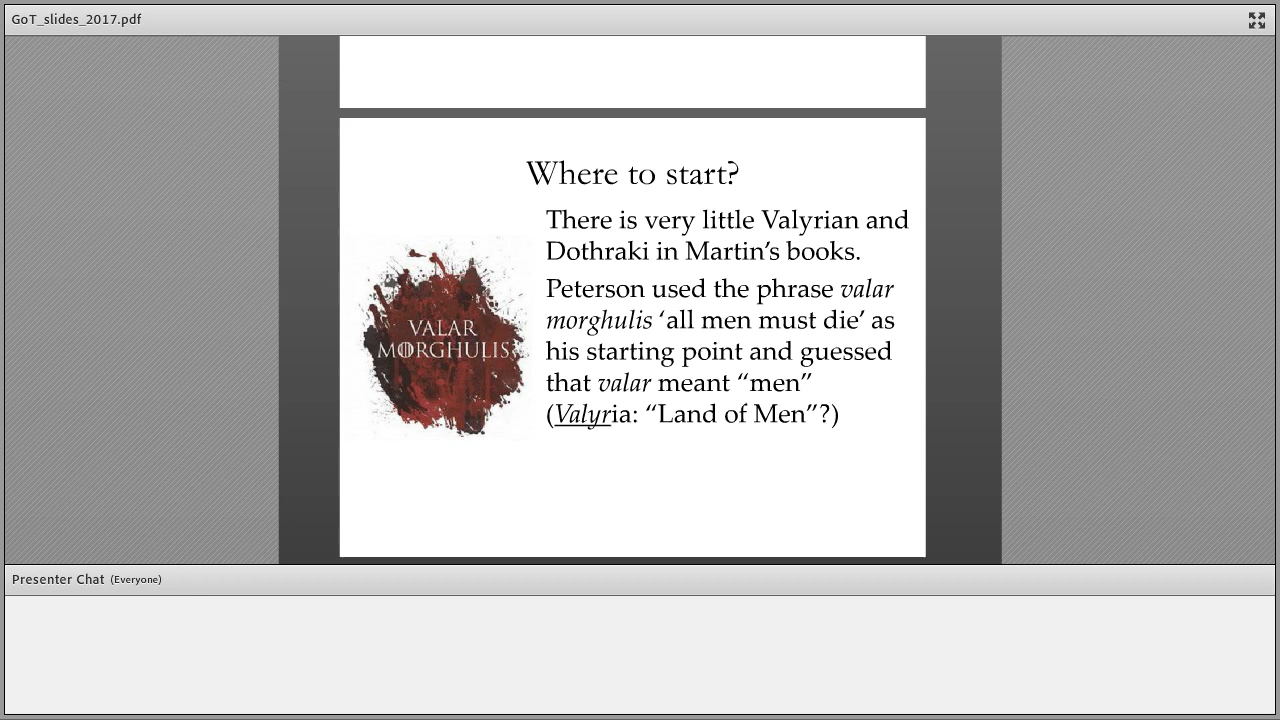 GoT_slides_2017.pdf
Where to start?
There is very little Valyrian and
Dothraki in Martin’s books.
Peterson used the phrase valar
morghulis ‘all men must die’ as
his starting point and guessed
that valar meant “men”
(Valyria: “Land of Men”?)
VALAR
MORGHULIS
Presenter Chat (Everyone)